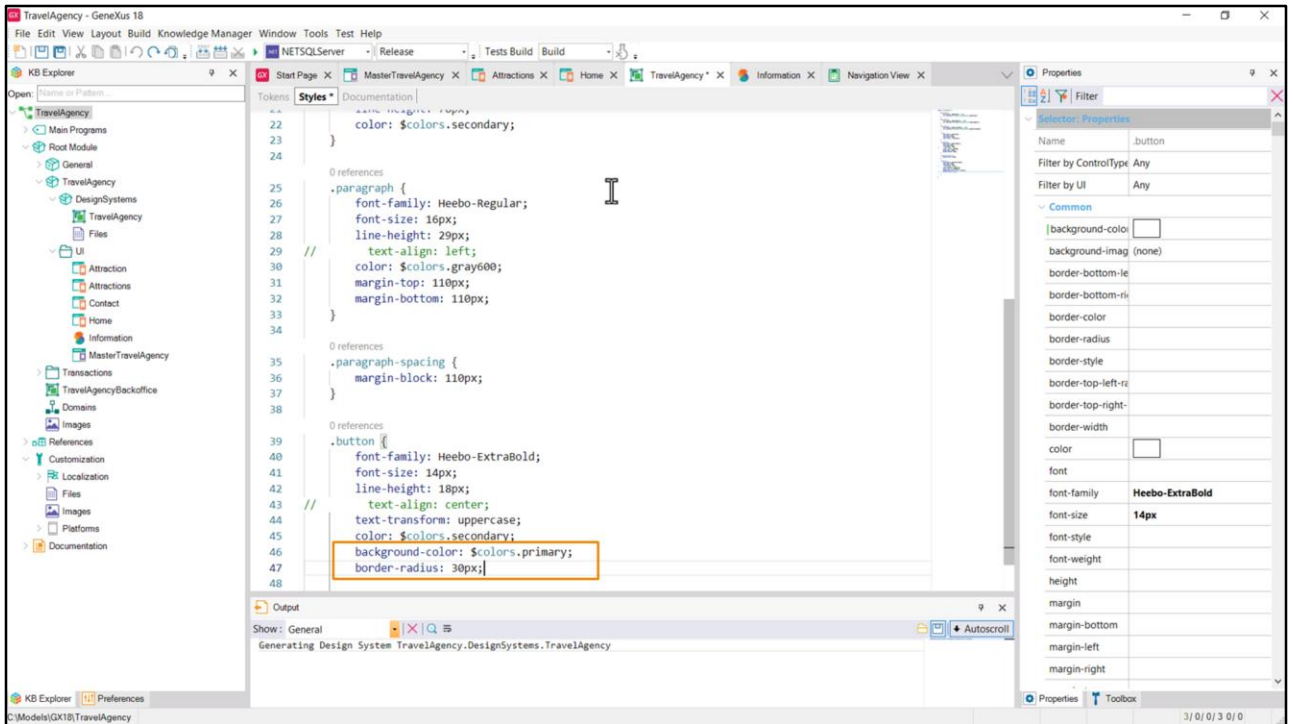 TravelAgency - GeneXus 18
File Edit View Layout Build Knowledge Manager Window Tools Test Help
NETSQLServer Release Tests Build Build
KB Explorer
Open: Name or Pattern...
TravelAgency
Main Programs
Root Module
General
TravelAgency
DesignSystems
TravelAgency
Files
UI
Attraction
Attractions
Contact
Home
Information
MasterTravelAgency
Transactions
TravelAgencyBackoffice
Domains
Images
References
Customization
Localization
Files
Images
Platforms
Documentation
KB Explorer Preferences
Start Page MasterTravelAgency Attractions Home TravelAgency * Information Navigation View
Tokens Styles * Documentation
22 color: $colors.secondary;
23 }
24
0 references
25 .paragraph {
26 font-family: Heebo-Regular;
27 font-size: 16px;
28 line-height: 29px;
29 // text-align: left;
30 color: $colors.gray600;
31 margin-top: 110px;
32 margin-bottom: 110px;
33 }
34
0 references
35 .paragraph-spacing {
36 margin-block: 110px;
37 }
38
0 references
39 .button {
40 font-family: Heebo-ExtraBold;
41 font-size: 14px;
42 line-height: 18px;
43 // text-align: center;
44 text-transform: uppercase;
45 color: $colors.secondary;
46 background-color: $colors.primary;
47 border-radius: 30px;
48
Output
Show: General Autoscroll
Generating Design System TravelAgency.DesignSystems.TravelAgency
Properties
Filter
Selector: Properties
Name .button
Filter by ControlType Any
Filter by UI Any
Common
background-color
background-imag (none)
border-bottom-le
border-bottom-ri
border-color
border-radius
border-style
border-top-left-ra
border-top-right-
border-width
color
font
font-family Heebo-ExtraBold
font-size 14px
font-style
font-weight
height
margin
margin-bottom
margin-left
margin-right
Properties Toolbox
C:\Models\GX18\TravelAgency
3/ 0/ 0/ 3 0/ 0